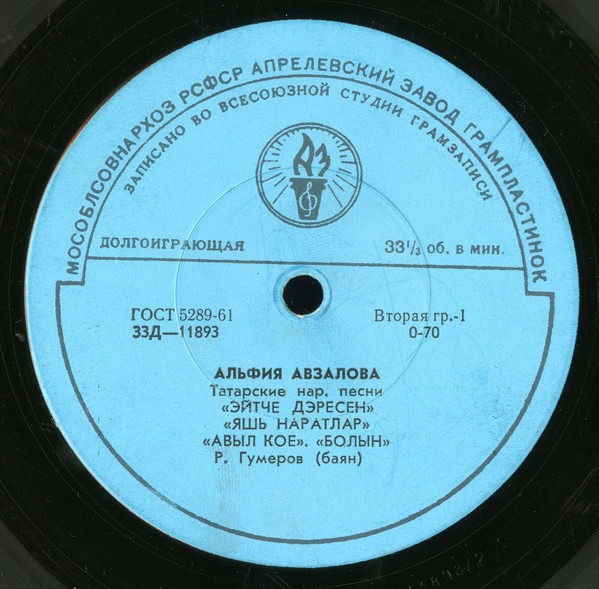 МОСОБЛСОВНАРХОЗ РСФСР АПРЕЛЕВСКИЙ ЗАВОД ГРАМПЛАСТИНОК
ЗАПИСАНО ВО ВСЕСОЮЗНОЙ СТУДИИ ГРАМЗАПИСИ
АЗ
ДОЛГОИГРАЮЩАЯ 33⅓ об. в мин.
ГОСТ 5289-61 Вторая гр.-I
33Д—11893 0-70
АЛЬФИЯ АВЗАЛОВА
Татарские нар. песни
«ЭЙТЧЕ ДЭРЕСЕН»
«ЯШЬ НАРАТЛАР»
«АВЫЛ КОЕ». «БОЛЫН»
Р. Гумеров (баян)